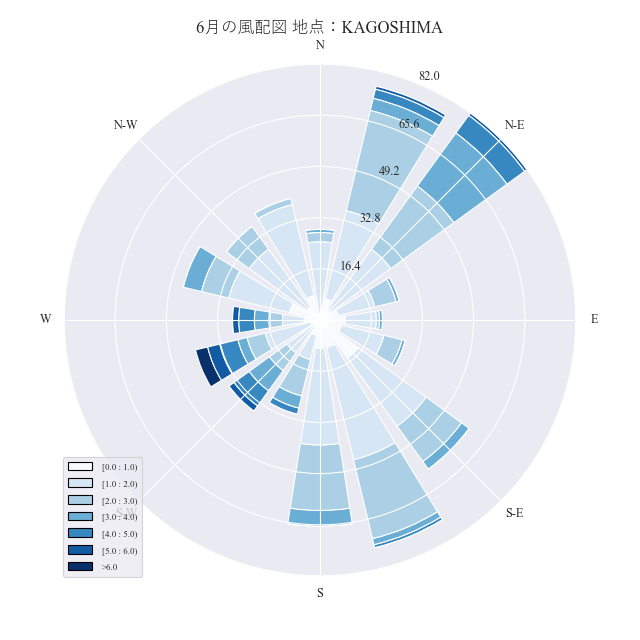 6月の風配図 地点：KAGOSHIMA
N
82.0
N-W
65.6
N-E
49.2
32.8
16.4
W
E
[0.0 : 1.0)
[1.0 : 2.0)
[2.0 : 3.0)
[3.0 : 4.0)
[4.0 : 5.0)
[5.0 : 6.0)
>6.0
S-W
S-E
S